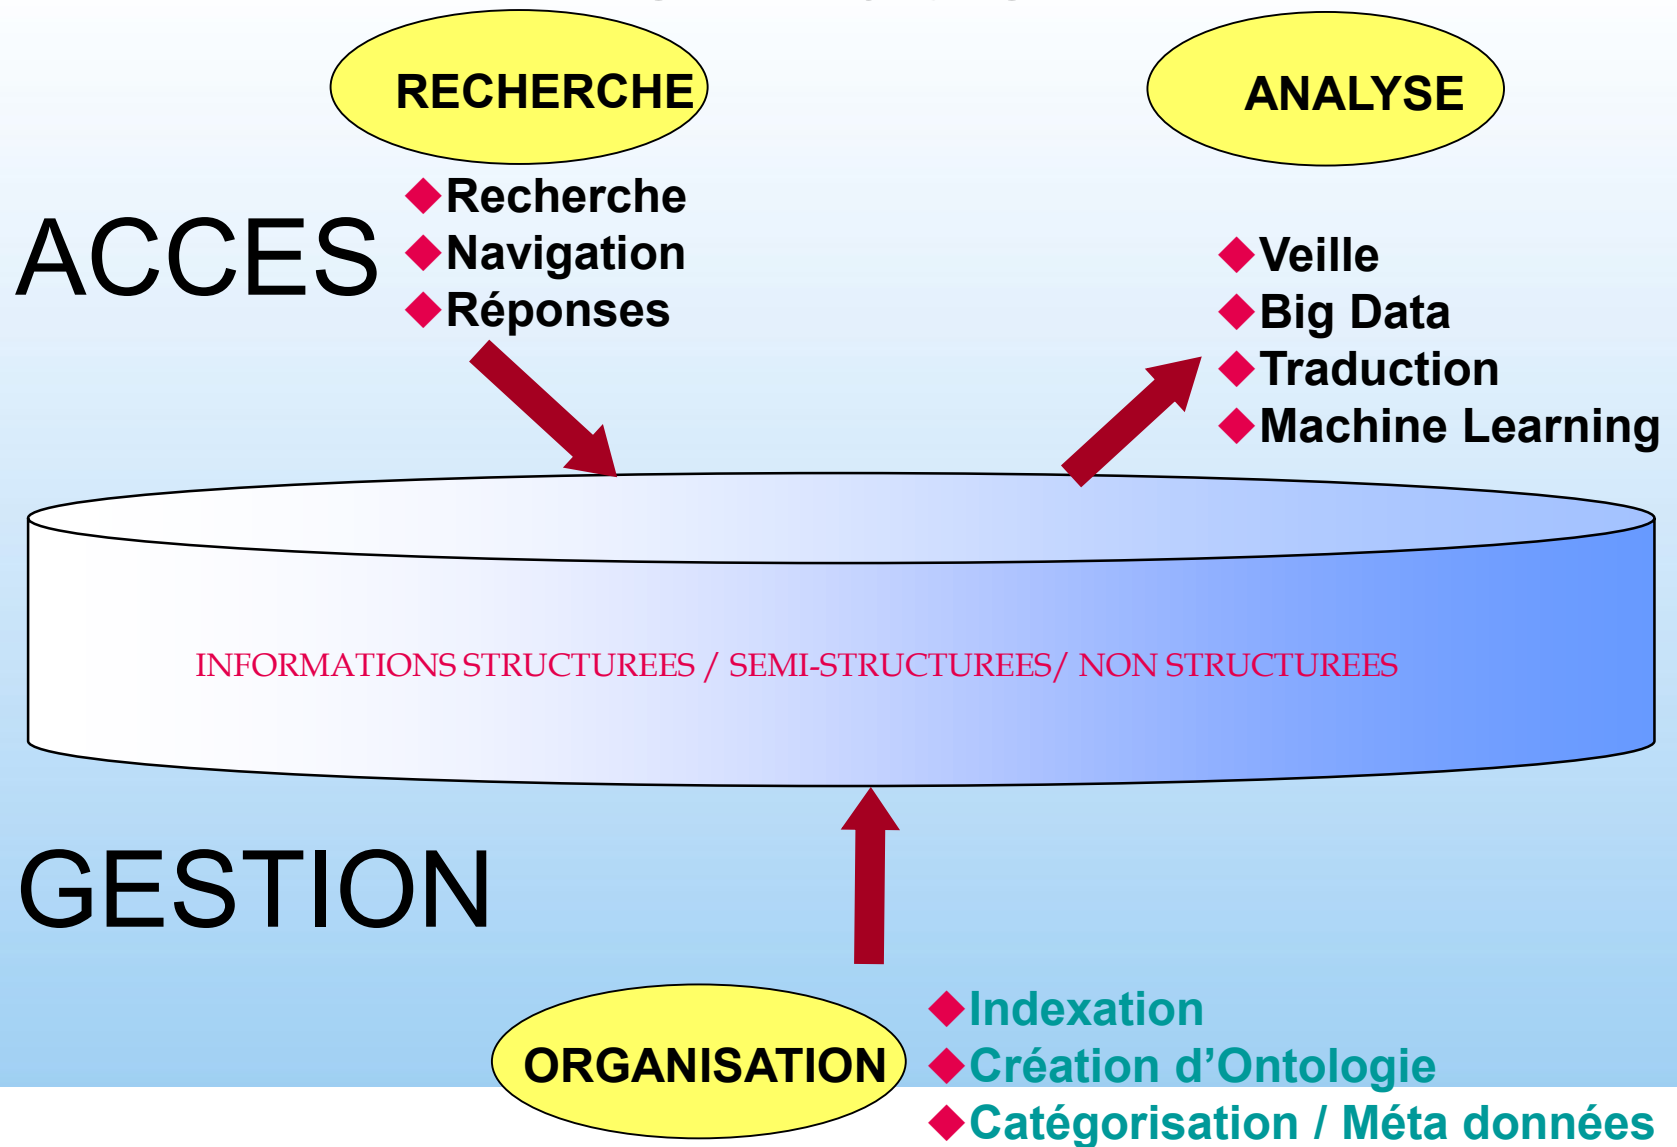 RECHERCHE
ANALYSE
ACCES
Recherche
Navigation
Réponses
Veille
Big Data
Traduction
Machine Learning
INFORMATIONS STRUCTUREES / SEMI-STRUCTUREES/ NON STRUCTUREES
GESTION
ORGANISATION
Indexation
Création d’Ontologie
Catégorisation / Méta données